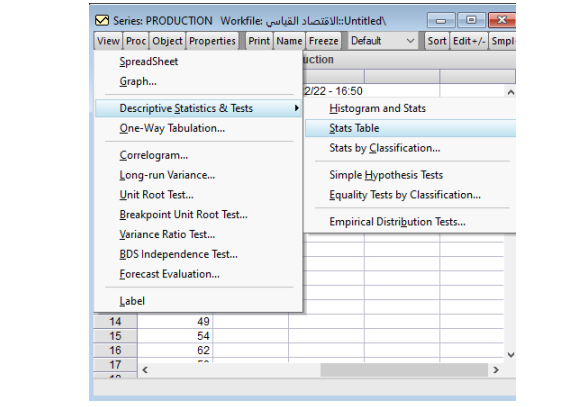 Series: PRODUCTION Workfile: الاقتصاد القياسي::Untitled\
View Proc Object Properties Print Name Freeze Default Sort Edit+/- Smpl
uction
2/22 - 16:50
SpreadSheet
Graph...
Descriptive Statistics & Tests
One-Way Tabulation...
Correlogram...
Long-run Variance...
Unit Root Test...
Breakpoint Unit Root Test...
Variance Ratio Test...
BDS Independence Test...
Forecast Evaluation...
Label
Histogram and Stats
Stats Table
Stats by Classification...
Simple Hypothesis Tests
Equality Tests by Classification...
Empirical Distribution Tests...
14 49
15 54
16 62
17